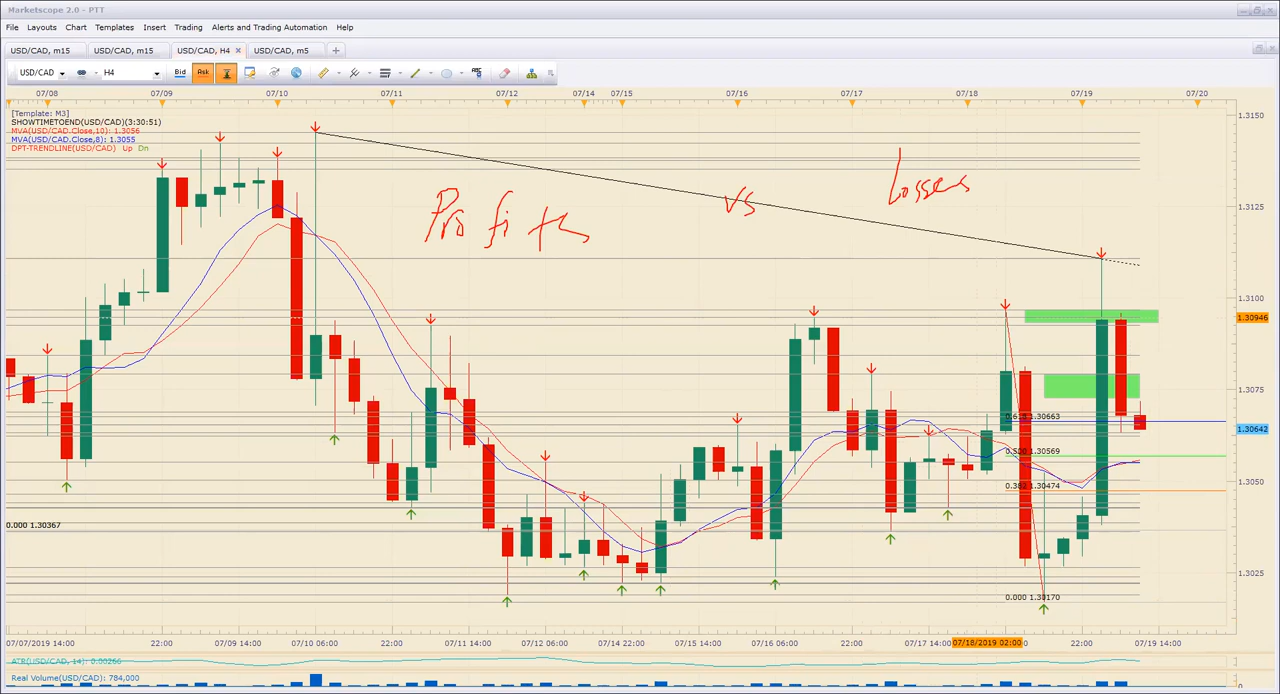 Marketscope 2.0 - PTT
File Layouts Chart Templates Insert Trading Alerts and Trading Automation Help
USD/CAD, m15 USD/CAD, m15 USD/CAD, H4 USD/CAD, m5
USD/CAD H4 Bid Ask
07/08 07/09 07/10 07/11 07/12 07/14 07/15 07/16 07/17 07/18 07/19 07/20
[Template: M3]
SHOWTIMETOEND(USD/CAD)(3:30:51)
MVA(USD/CAD.Close,10): 1.3056
MVA(USD/CAD.Close,8): 1.3055
DPT-TRENDLINE(USD/CAD) Up Dn
Profits vs losses
1.3150
1.3125
1.3100
1.30946
1.3075
0.618 1.30663
1.30642
0.500 1.30569
0.382 1.30474
1.3050
0.000 1.30367
1.3025
0.000 1.30170
07/07/2019 14:00 22:00 07/09 14:00 07/10 06:00 22:00 07/11 14:00 07/12 06:00 07/14 22:00 07/15 14:00 07/16 06:00 22:00 07/17 14:00 07/18/2019 02:00 22:00 07/19 14:00
ATR(USD/CAD, 14): 0.00266
Real Volume(USD/CAD): 784,000